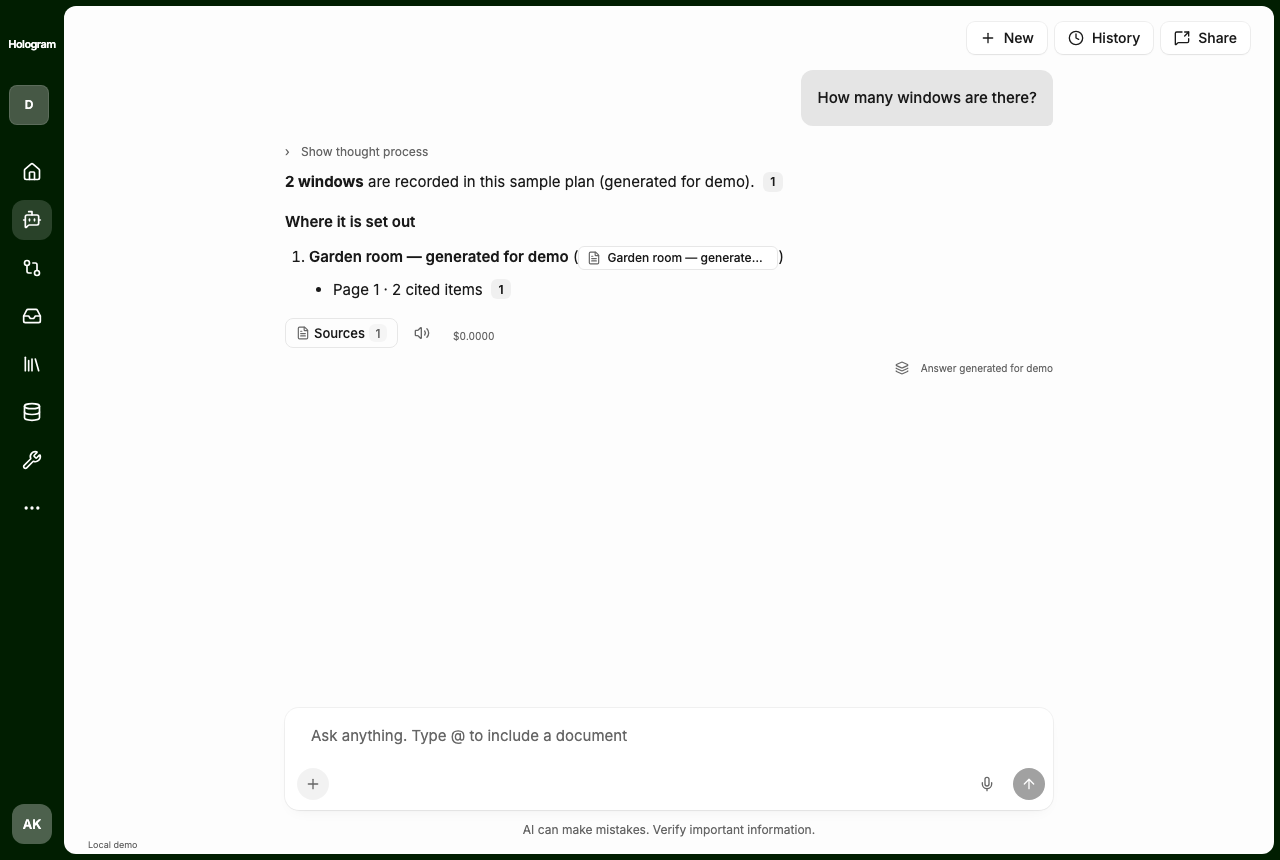 Hologram
D
New
History
Share
How many windows are there?
Show thought process
2 windows are recorded in this sample plan (generated for demo). 1
Where it is set out
1. Garden room — generated for demo (Garden room — generate...)
• Page 1 · 2 cited items 1
Sources 1
$0.0000
Answer generated for demo
Ask anything. Type @ to include a document
AI can make mistakes. Verify important information.
AK
Local demo